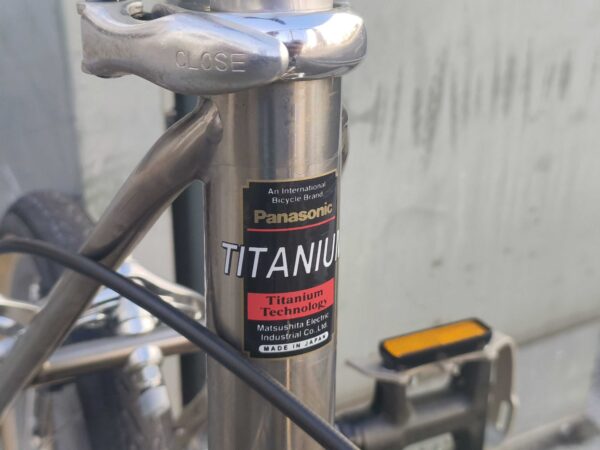 CLOSE
An International
Bicycle Brand
Panasonic
TITANIUM
Titanium
Technology
Matsushita Electric
Industrial Co.,Ltd.
MADE IN JAPAN